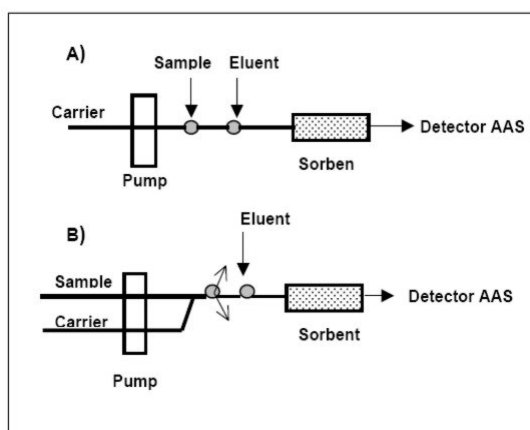 A)
Sample Eluent
Carrier
Detector AAS
Sorben
Pump
Eluent
B)
Sample
Detector AAS
Carrier
Sorbent
Pump